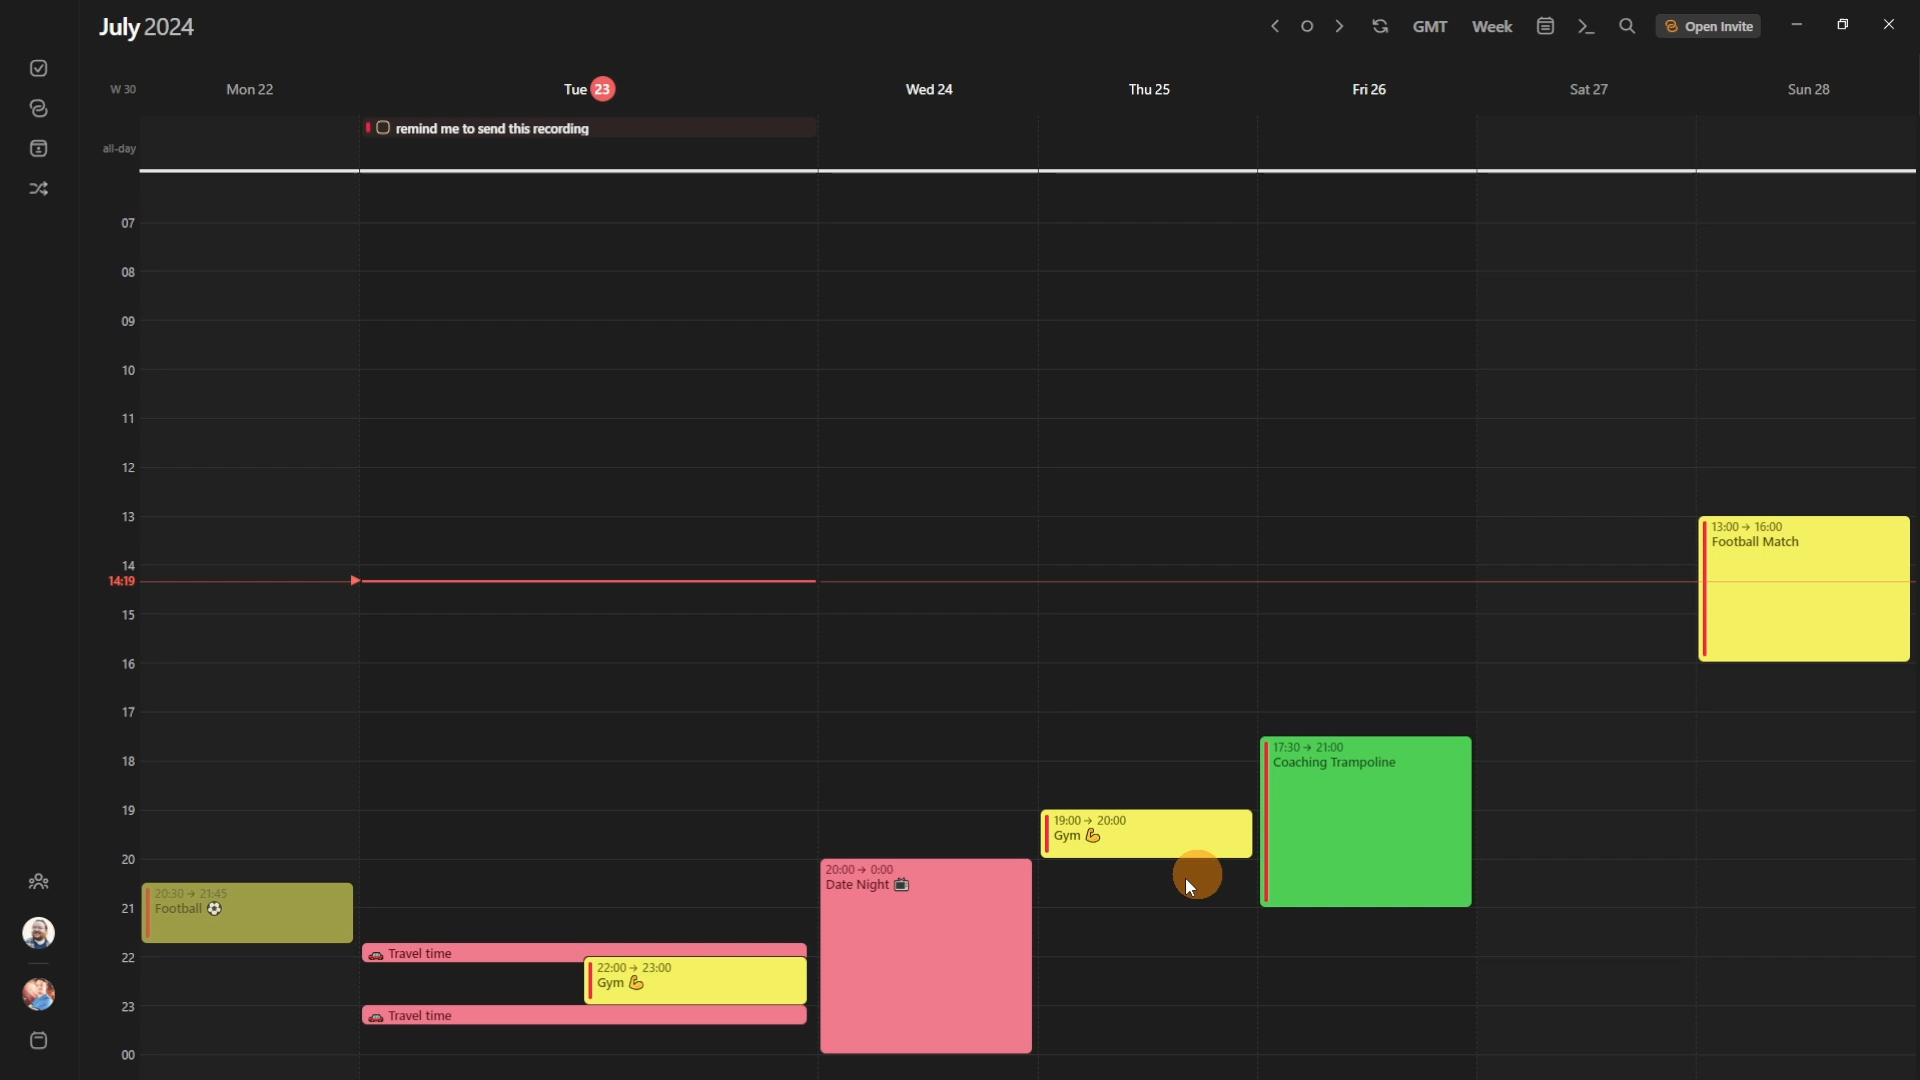 July 2024
GMT
Week
Open Invite
W 30
Mon 22
Tue 23
Wed 24
Thu 25
Fri 26
Sat 27
Sun 28
all-day
remind me to send this recording
07
08
09
10
11
12
13
14
14:19
15
16
17
18
19
20
21
22
23
00
20:30 → 21:45
Football ⚽
Travel time
22:00 → 23:00
Gym 💪
Travel time
20:00 → 0:00
Date Night 📺
19:00 → 20:00
Gym 💪
17:30 → 21:00
Coaching Trampoline
13:00 → 16:00
Football Match